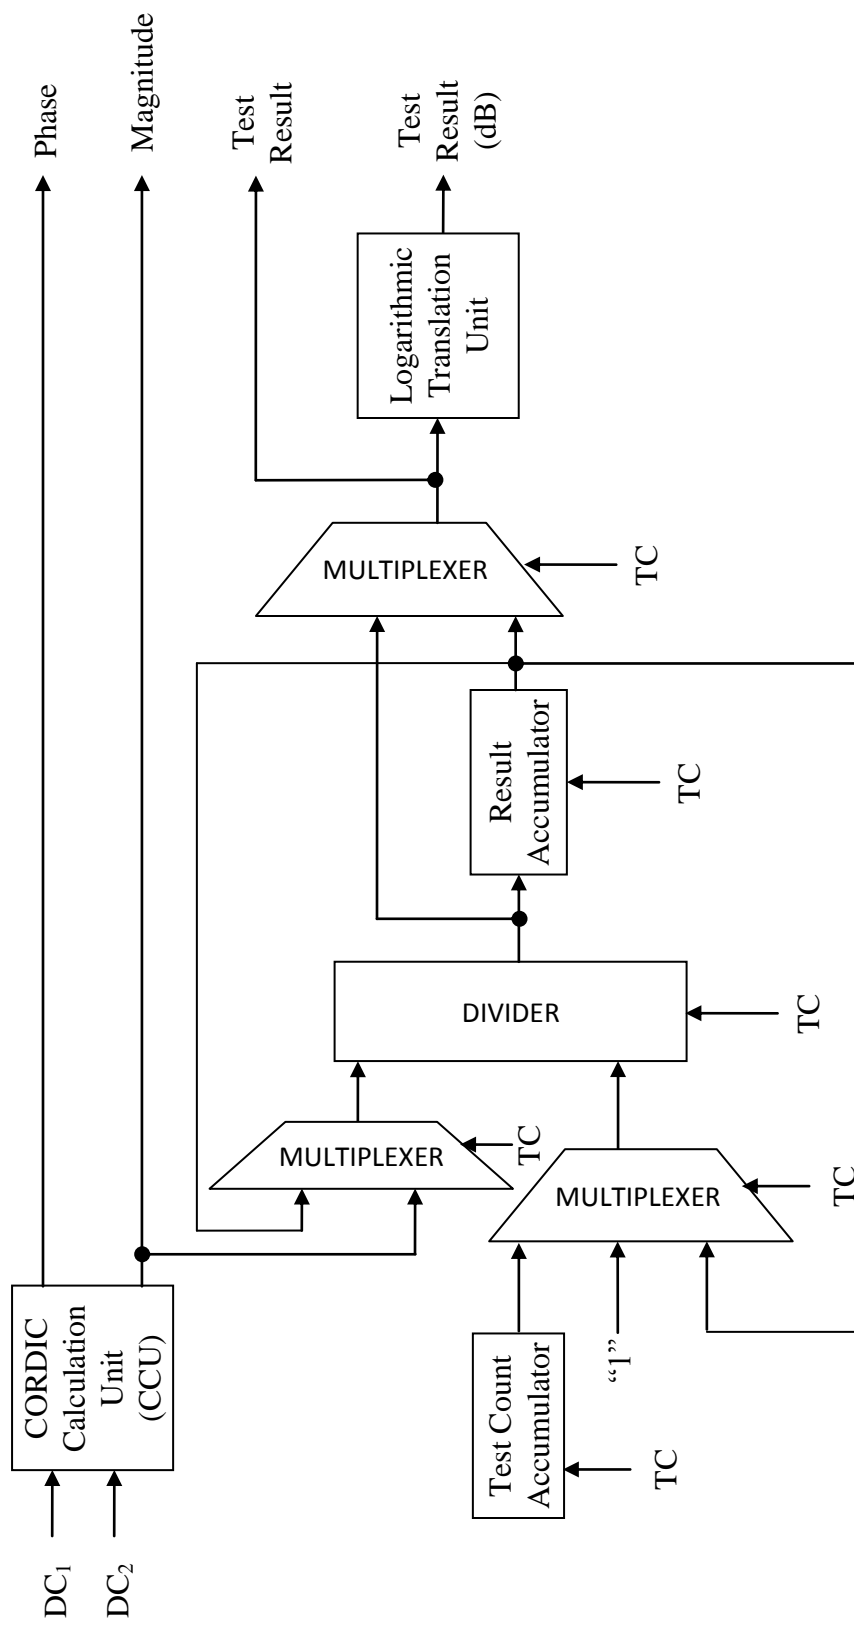 DC1
DC2
CORDIC
Calculation
Unit
(CCU)
Phase
Magnitude
Test
Result
Test
Result
(dB)
Logarithmic
Translation
Unit
MULTIPLEXER
TC
Result
Accumulator
TC
DIVIDER
TC
MULTIPLEXER
TC
MULTIPLEXER
TC
Test Count
Accumulator
TC
“1”